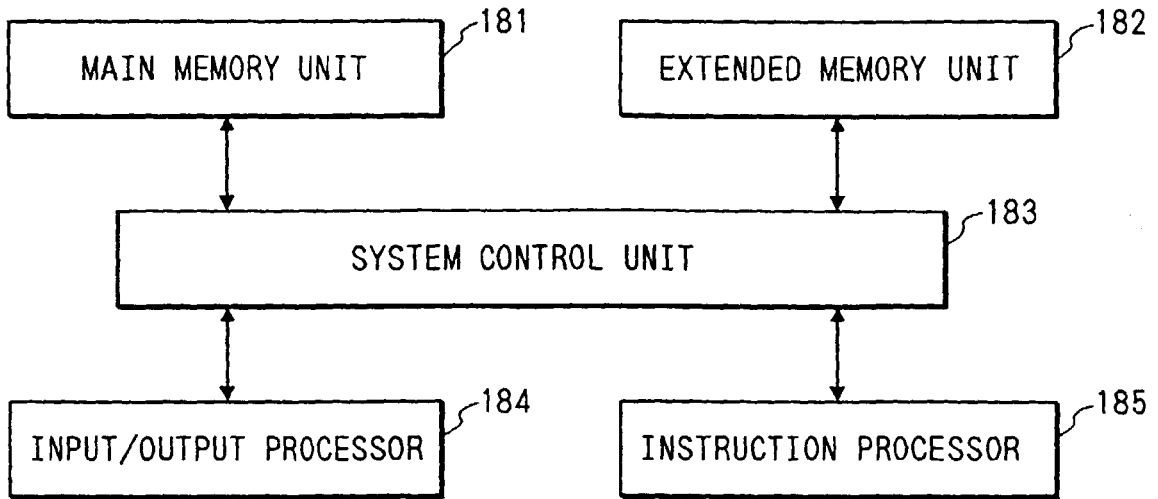 181
MAIN MEMORY UNIT
182
EXTENDED MEMORY UNIT
183
SYSTEM CONTROL UNIT
184
INPUT/OUTPUT PROCESSOR
185
INSTRUCTION PROCESSOR